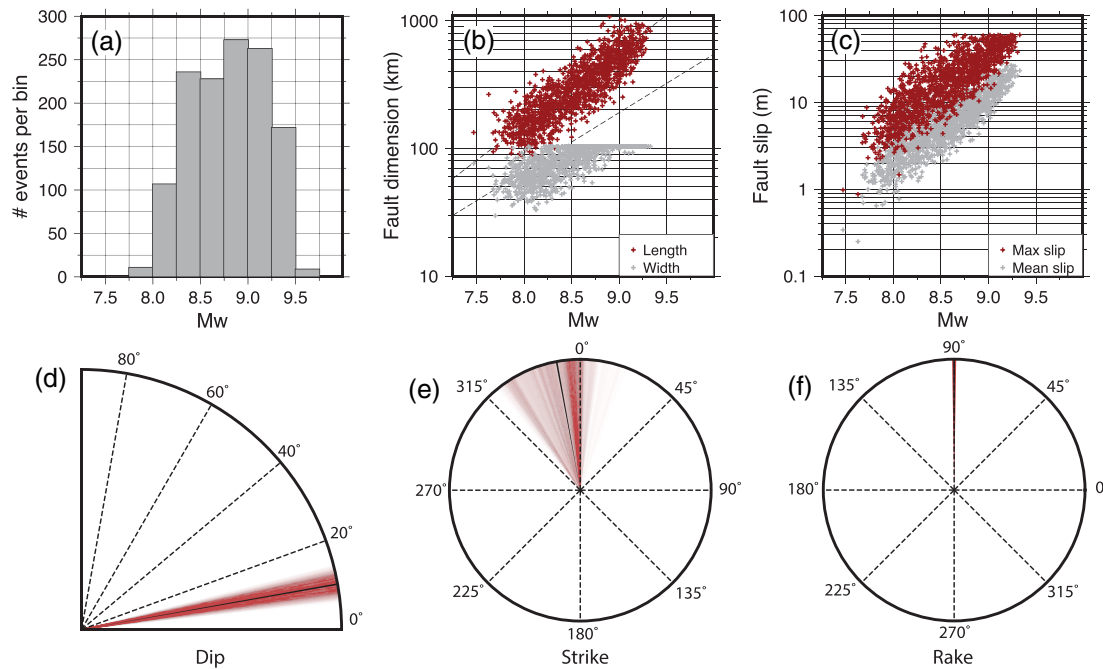 (a)
# events per bin
300
250
200
150
100
50
0
7.5 8.0 8.5 9.0 9.5
Mw
(b)
Fault dimension (km)
1000
100
10
Length
Width
7.5 8.0 8.5 9.0 9.5
Mw
(c)
Fault slip (m)
100
10
1
0.1
Max slip
Mean slip
7.5 8.0 8.5 9.0 9.5
Mw
(d)
80°
60°
40°
20°
0°
Dip
(e)
0°
45°
90°
135°
180°
225°
270°
315°
Strike
(f)
90°
45°
0
315°
270°
225°
180°
135°
Rake